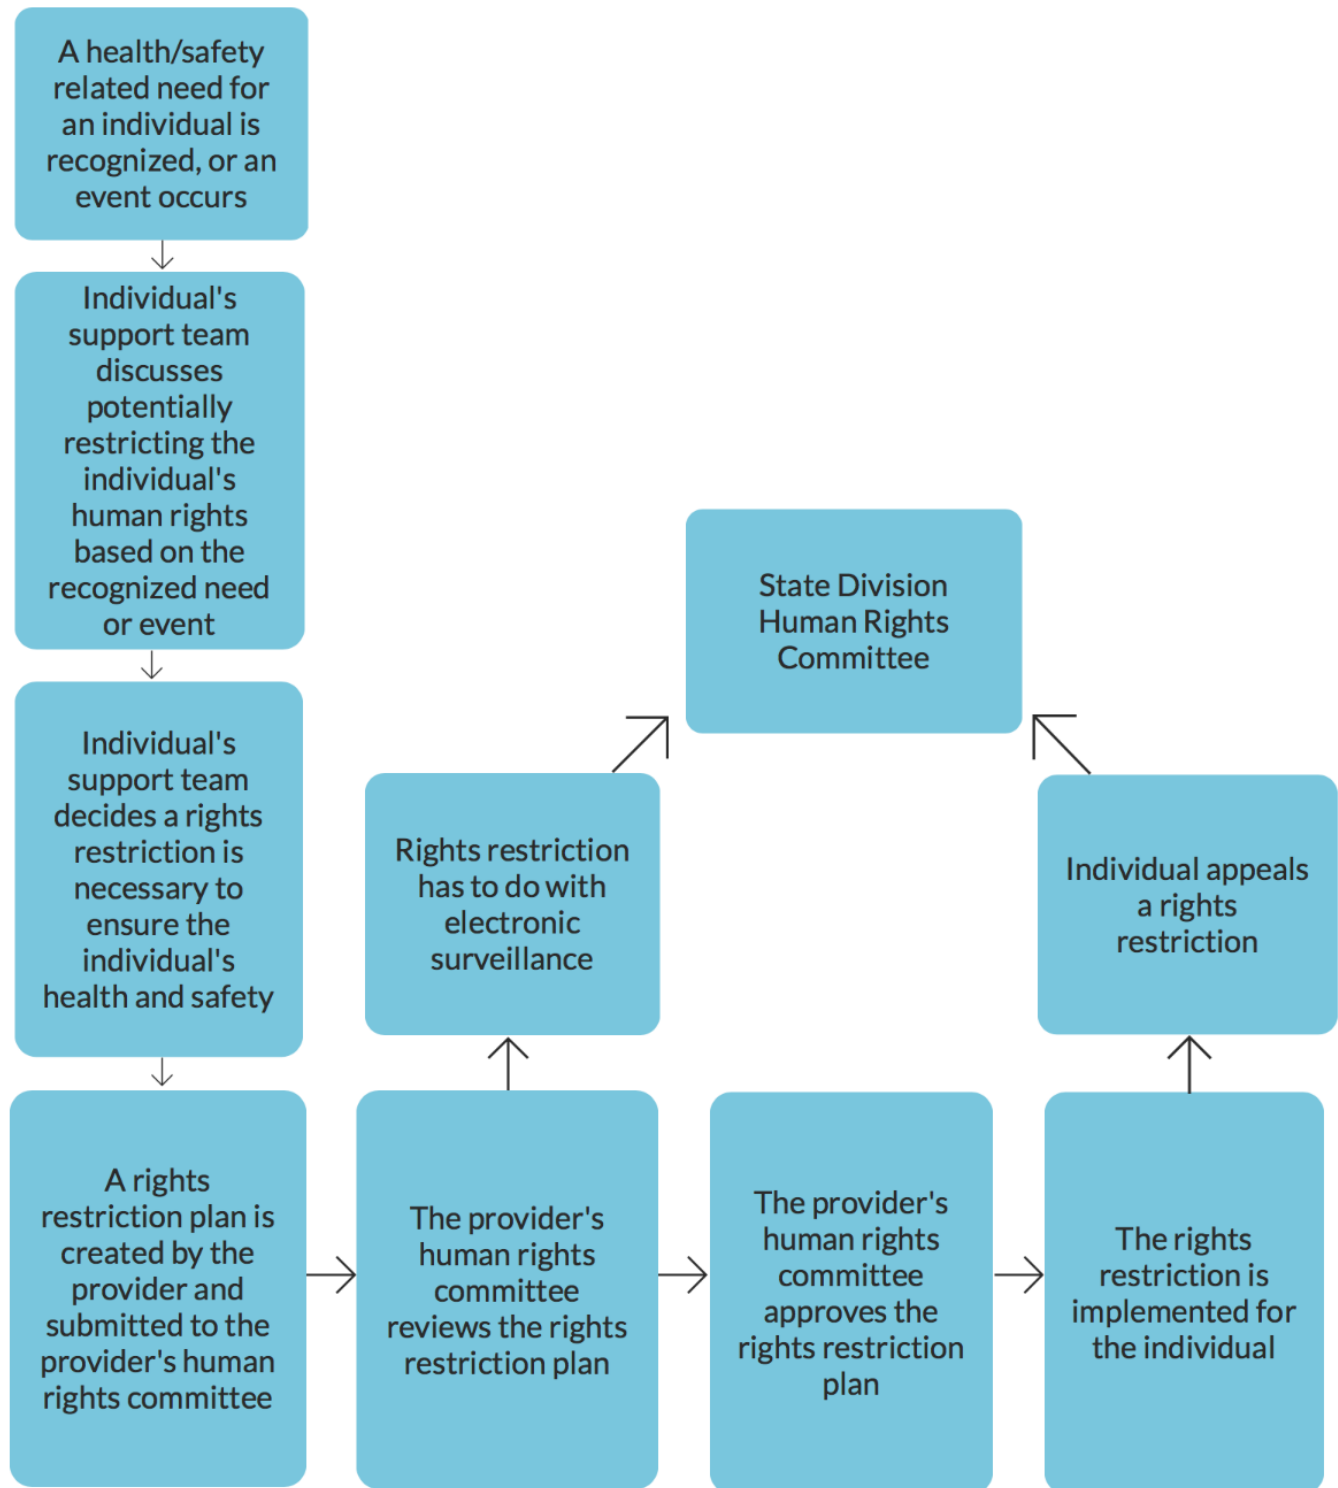 A health/safety
related need for
an individual is
recognized, or an
event occurs
Individual's
support team
discusses
potentially
restricting the
individual's
human rights
based on the
recognized need
or event
Individual's
support team
decides a rights
restriction is
necessary to
ensure the
individual's
health and safety
A rights
restriction plan is
created by the
provider and
submitted to the
provider's human
rights committee
The provider's
human rights
committee
reviews the rights
restriction plan
Rights restriction
has to do with
electronic
surveillance
State Division
Human Rights
Committee
The provider's
human rights
committee
approves the
rights restriction
plan
The rights
restriction is
implemented for
the individual
Individual appeals
a rights
restriction